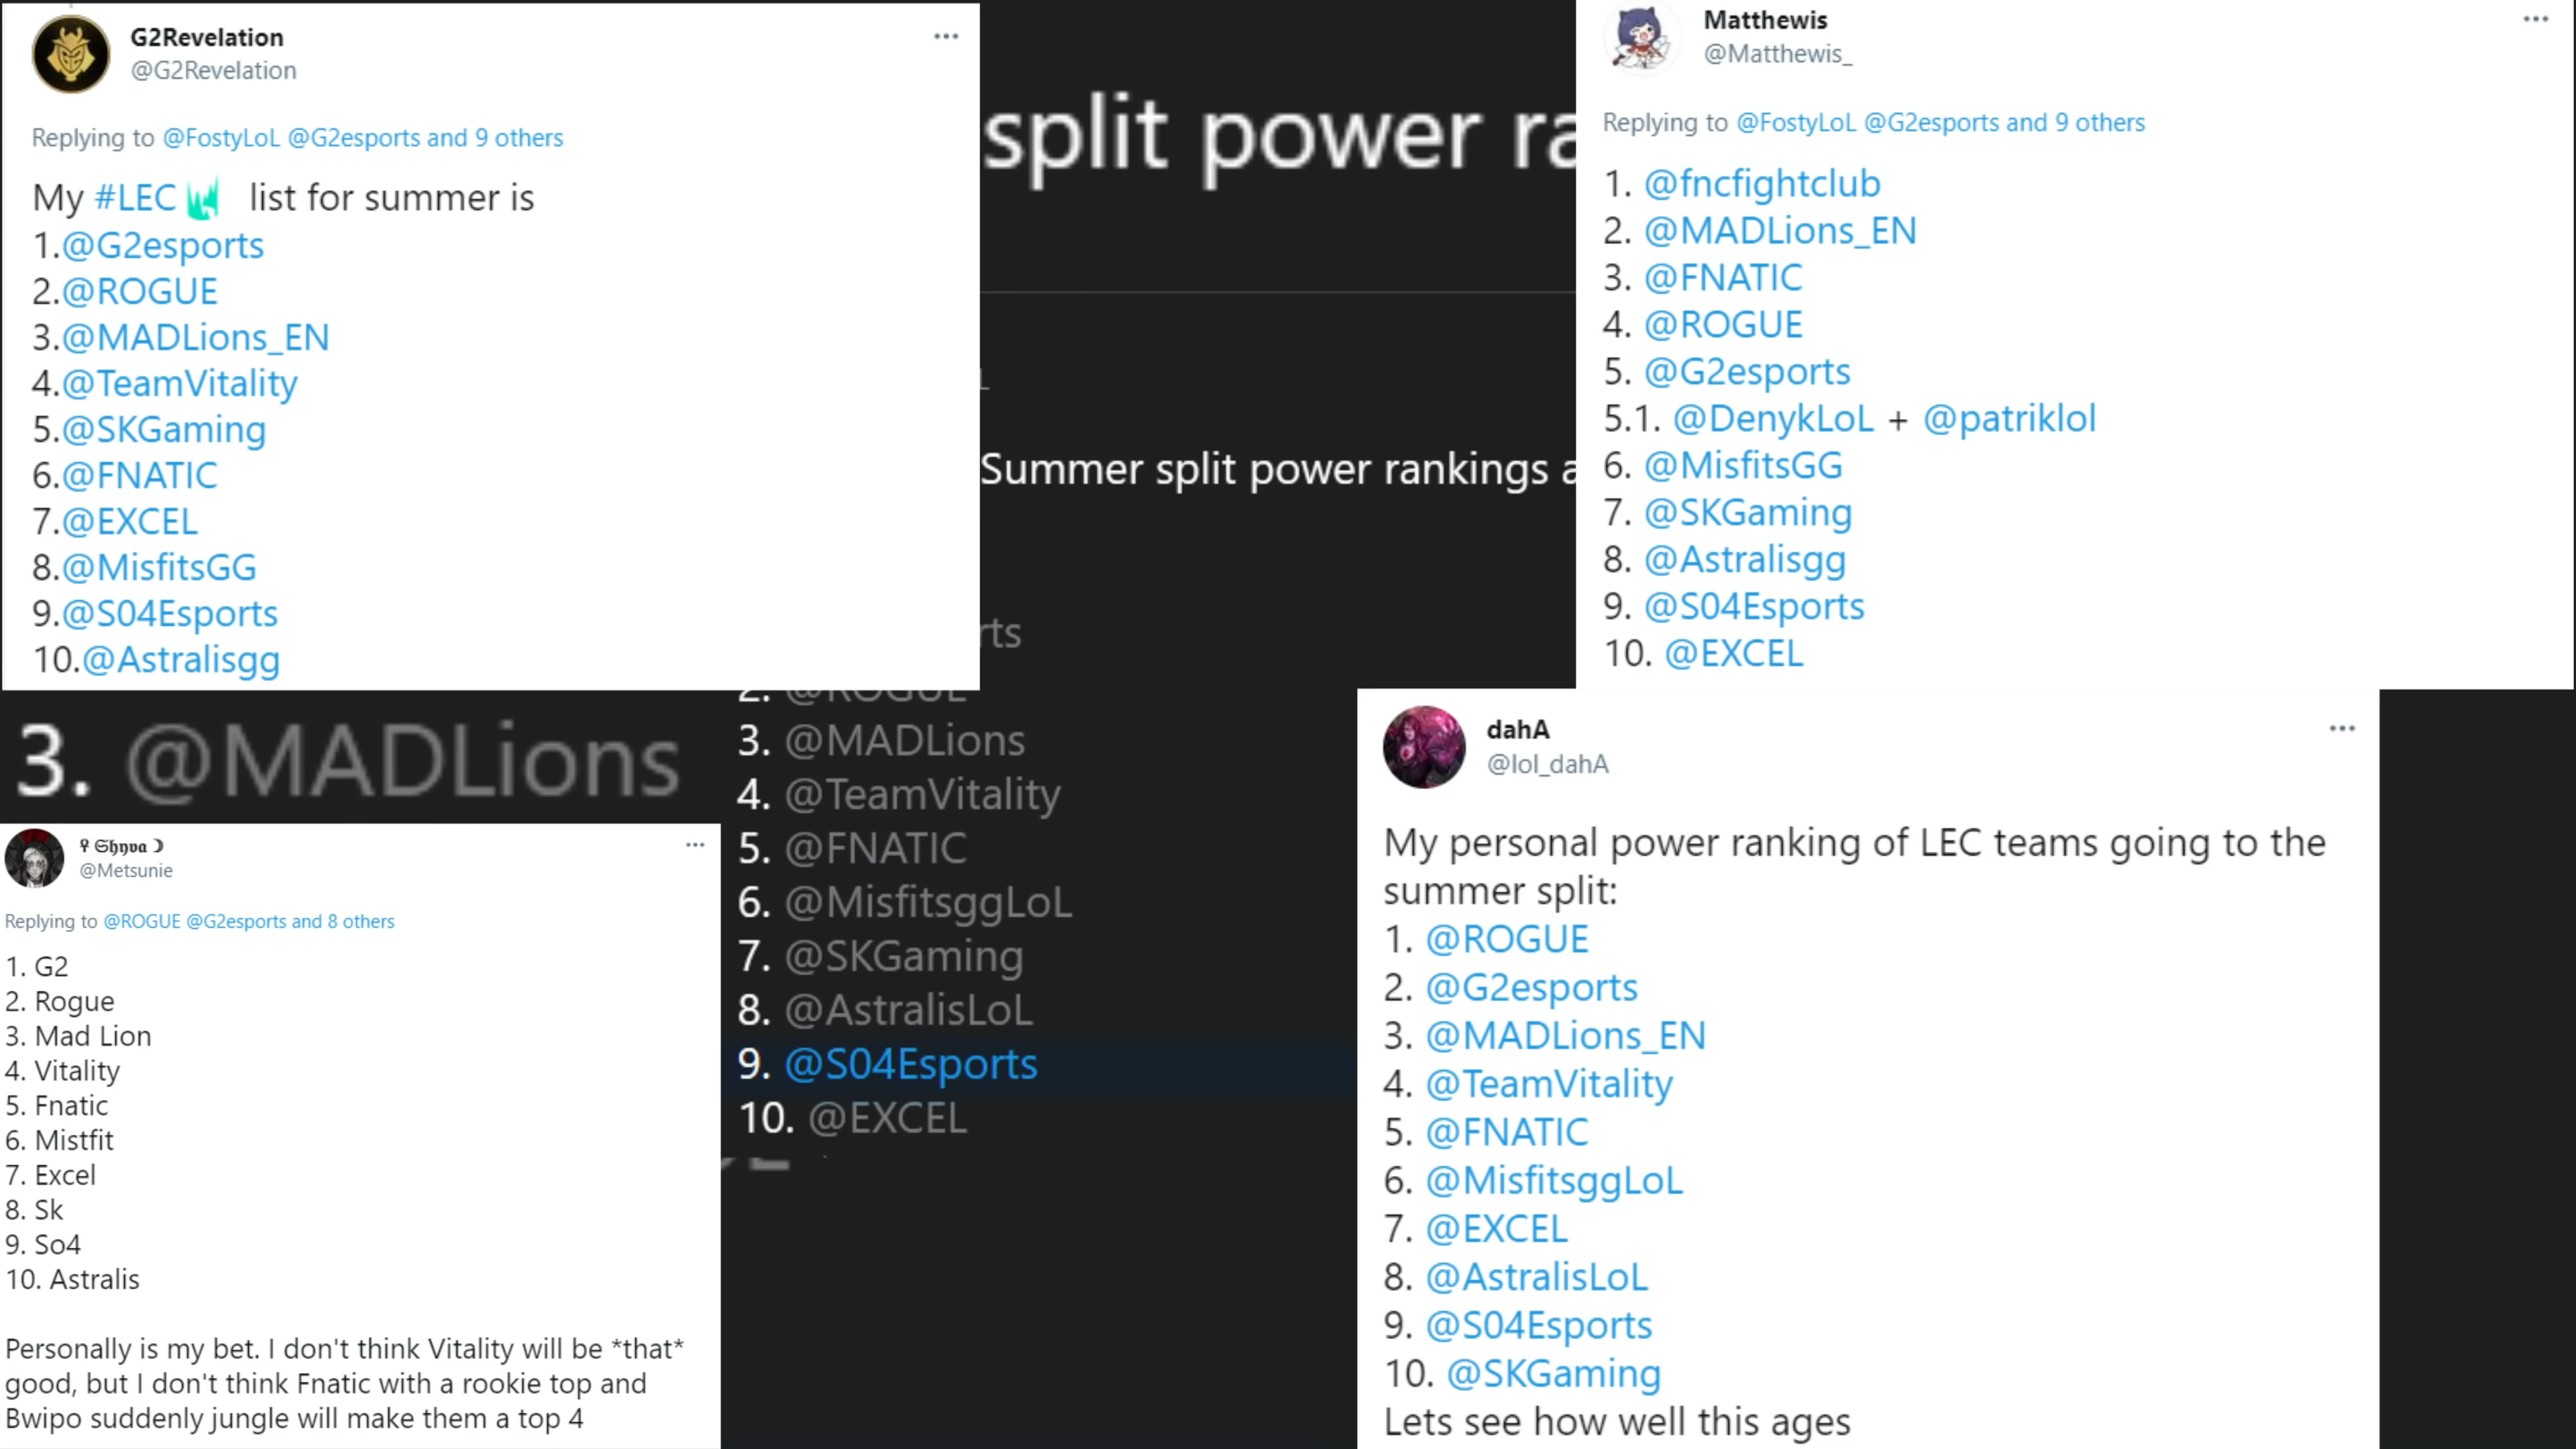 G2Revelation
@G2Revelation
Replying to @FostyLoL @G2esports and 9 others
My #LEC list for summer is
1.@G2esports
2.@ROGUE
3.@MADLions_EN
4.@TeamVitality
5.@SKGaming
6.@FNATIC
7.@EXCEL
8.@MisfitsGG
9.@S04Esports
10.@Astralisgg
split power ra
Summer split power rankings a
rts
Matthewis
@Matthewis_
Replying to @FostyLoL @G2esports and 9 others
1. @fncfightclub
2. @MADLions_EN
3. @FNATIC
4. @ROGUE
5. @G2esports
5.1. @DenykLoL + @patriklol
6. @MisfitsGG
7. @SKGaming
8. @Astralisgg
9. @S04Esports
10. @EXCEL
3. @MADLions
♀ Shyva ☽
@Metsunie
Replying to @ROGUE @G2esports and 8 others
1. G2
2. Rogue
3. Mad Lion
4. Vitality
5. Fnatic
6. Mistfit
7. Excel
8. Sk
9. So4
10. Astralis
Personally is my bet. I don't think Vitality will be *that*
good, but I don't think Fnatic with a rookie top and
Bwipo suddenly jungle will make them a top 4
2. @ROGUE
3. @MADLions
4. @TeamVitality
5. @FNATIC
6. @MisfitsggLoL
7. @SKGaming
8. @AstralisLoL
9. @S04Esports
10. @EXCEL
dahA
@lol_dahA
My personal power ranking of LEC teams going to the
summer split:
1. @ROGUE
2. @G2esports
3. @MADLions_EN
4. @TeamVitality
5. @FNATIC
6. @MisfitsggLoL
7. @EXCEL
8. @AstralisLoL
9. @S04Esports
10. @SKGaming
Lets see how well this ages